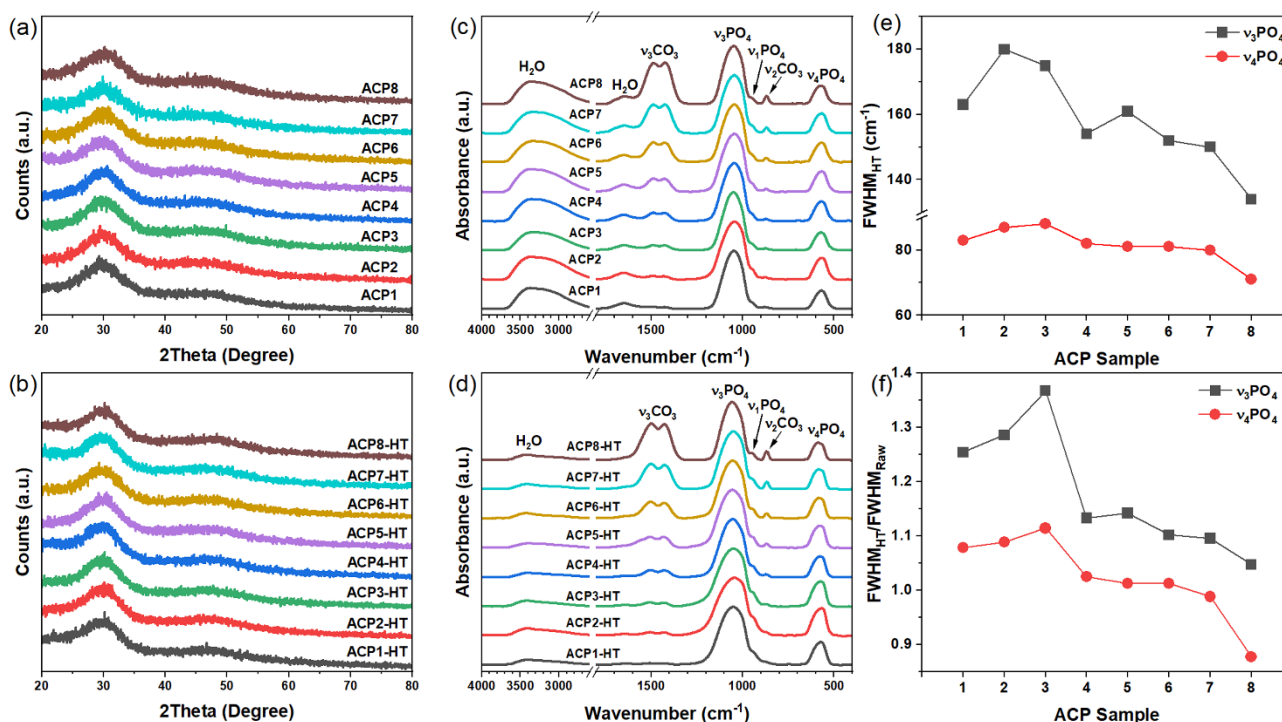 (a)
ACP8
ACP7
ACP6
ACP5
ACP4
ACP3
ACP2
ACP1
Counts (a.u.)
20 30 40 50 60 70 80
2Theta (Degree)
(b)
ACP8-HT
ACP7-HT
ACP6-HT
ACP5-HT
ACP4-HT
ACP3-HT
ACP2-HT
ACP1-HT
Counts (a.u.)
20 30 40 50 60 70 80
2Theta (Degree)
(c)
H₂O
H₂O
ν₃CO₃
ν₃PO₄
ν₁PO₄
ν₂CO₃
ν₄PO₄
ACP8
ACP7
ACP6
ACP5
ACP4
ACP3
ACP2
ACP1
Absorbance (a.u.)
4000 3500 3000 1500 1000 500
Wavenumber (cm⁻¹)
(d)
H₂O
ν₃CO₃
ν₃PO₄
ν₁PO₄
ν₂CO₃
ν₄PO₄
ACP8-HT
ACP7-HT
ACP6-HT
ACP5-HT
ACP4-HT
ACP3-HT
ACP2-HT
ACP1-HT
Absorbance (a.u.)
4000 3500 3000 1500 1000 500
Wavenumber (cm⁻¹)
(e)
ν₃PO₄
ν₄PO₄
180
160
140
80
60
FWHM_HT (cm⁻¹)
1 2 3 4 5 6 7 8
ACP Sample
(f)
ν₃PO₄
ν₄PO₄
1.4
1.3
1.2
1.1
1.0
0.9
FWHM_HT/FWHM_Raw
1 2 3 4 5 6 7 8
ACP Sample